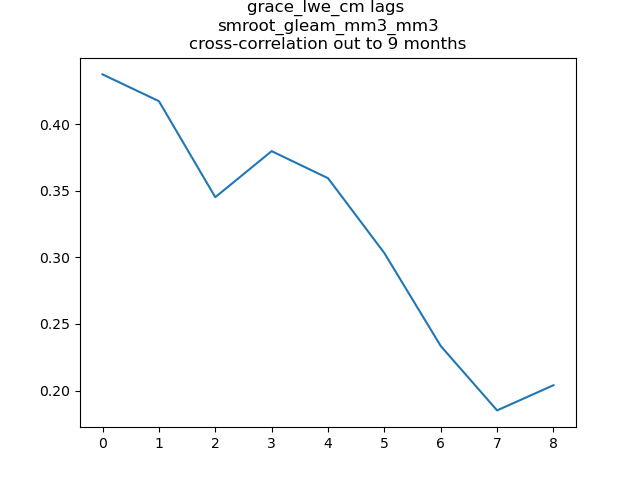 grace_lwe_cm lags
smroot_gleam_mm3_mm3
cross-correlation out to 9 months
0.40
0.35
0.30
0.25
0.20
0 1 2 3 4 5 6 7 8